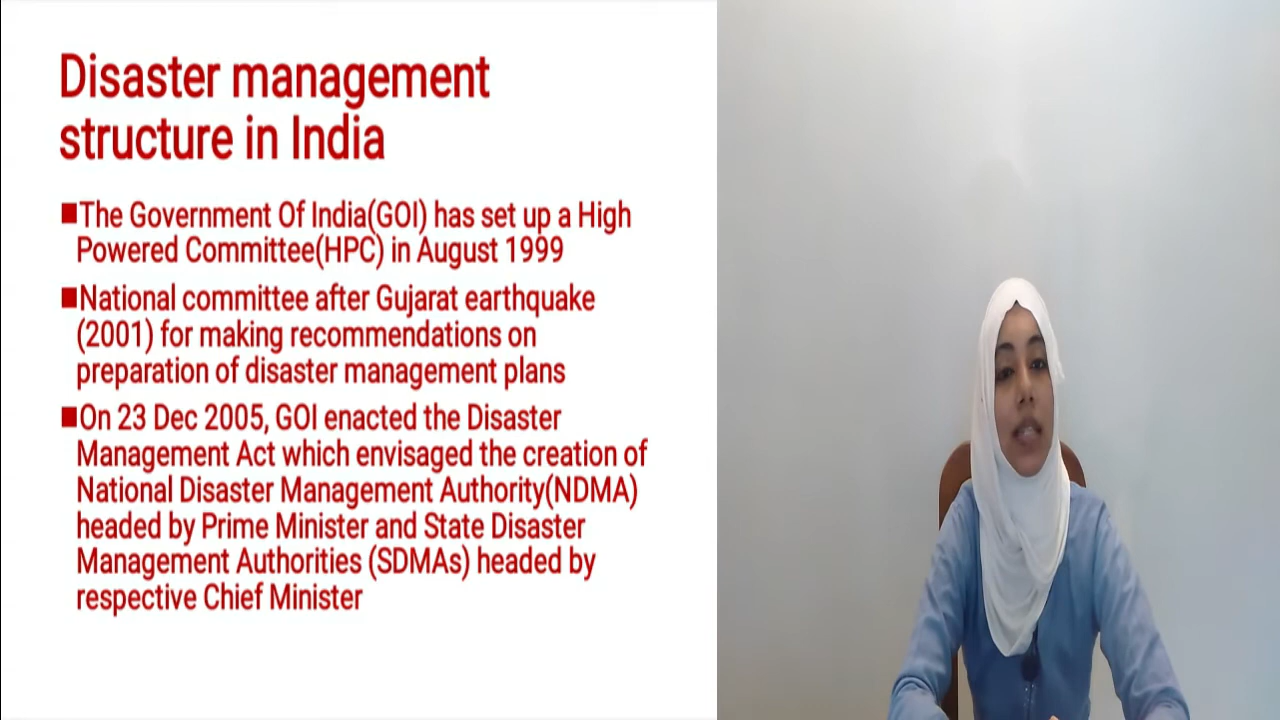 Disaster management
structure in India
■The Government Of India(GOI) has set up a High
Powered Committee(HPC) in August 1999
■National committee after Gujarat earthquake
(2001) for making recommendations on
preparation of disaster management plans
■On 23 Dec 2005, GOI enacted the Disaster
Management Act which envisaged the creation of
National Disaster Management Authority(NDMA)
headed by Prime Minister and State Disaster
Management Authorities (SDMAs) headed by
respective Chief Minister